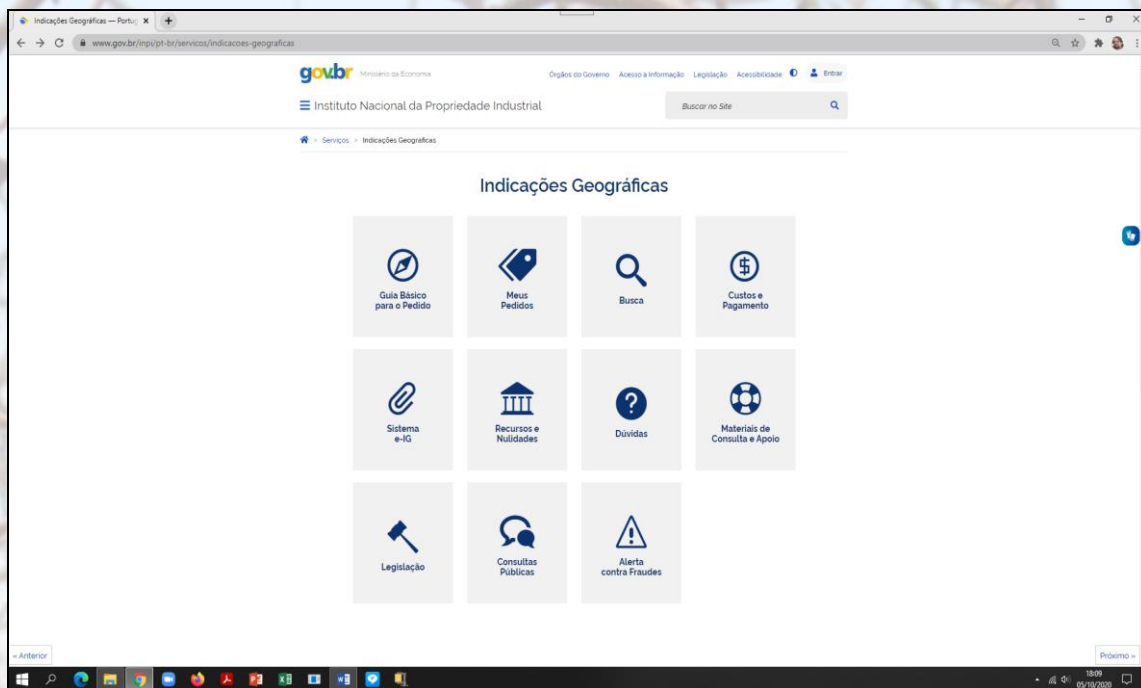 Indicações Geográficas — Portug
www.gov.br/inpi/pt-br/servicos/indicacoes-geograficas
gov.br Ministério da Economia Órgãos do Governo Acesso à Informação Legislação Acessibilidade Entrar
Instituto Nacional da Propriedade Industrial Buscar no Site
Serviços > Indicações Geográficas
Indicações Geográficas
Guia Básico
para o Pedido
Meus
Pedidos
Busca
Custos e
Pagamento
Sistema
e-IG
Recursos e
Nulidades
Dúvidas
Materiais de
Consulta e Apoio
Legislação
Consultas
Públicas
Alerta
contra Fraudes
« Anterior Próximo »
18:09
05/10/2020